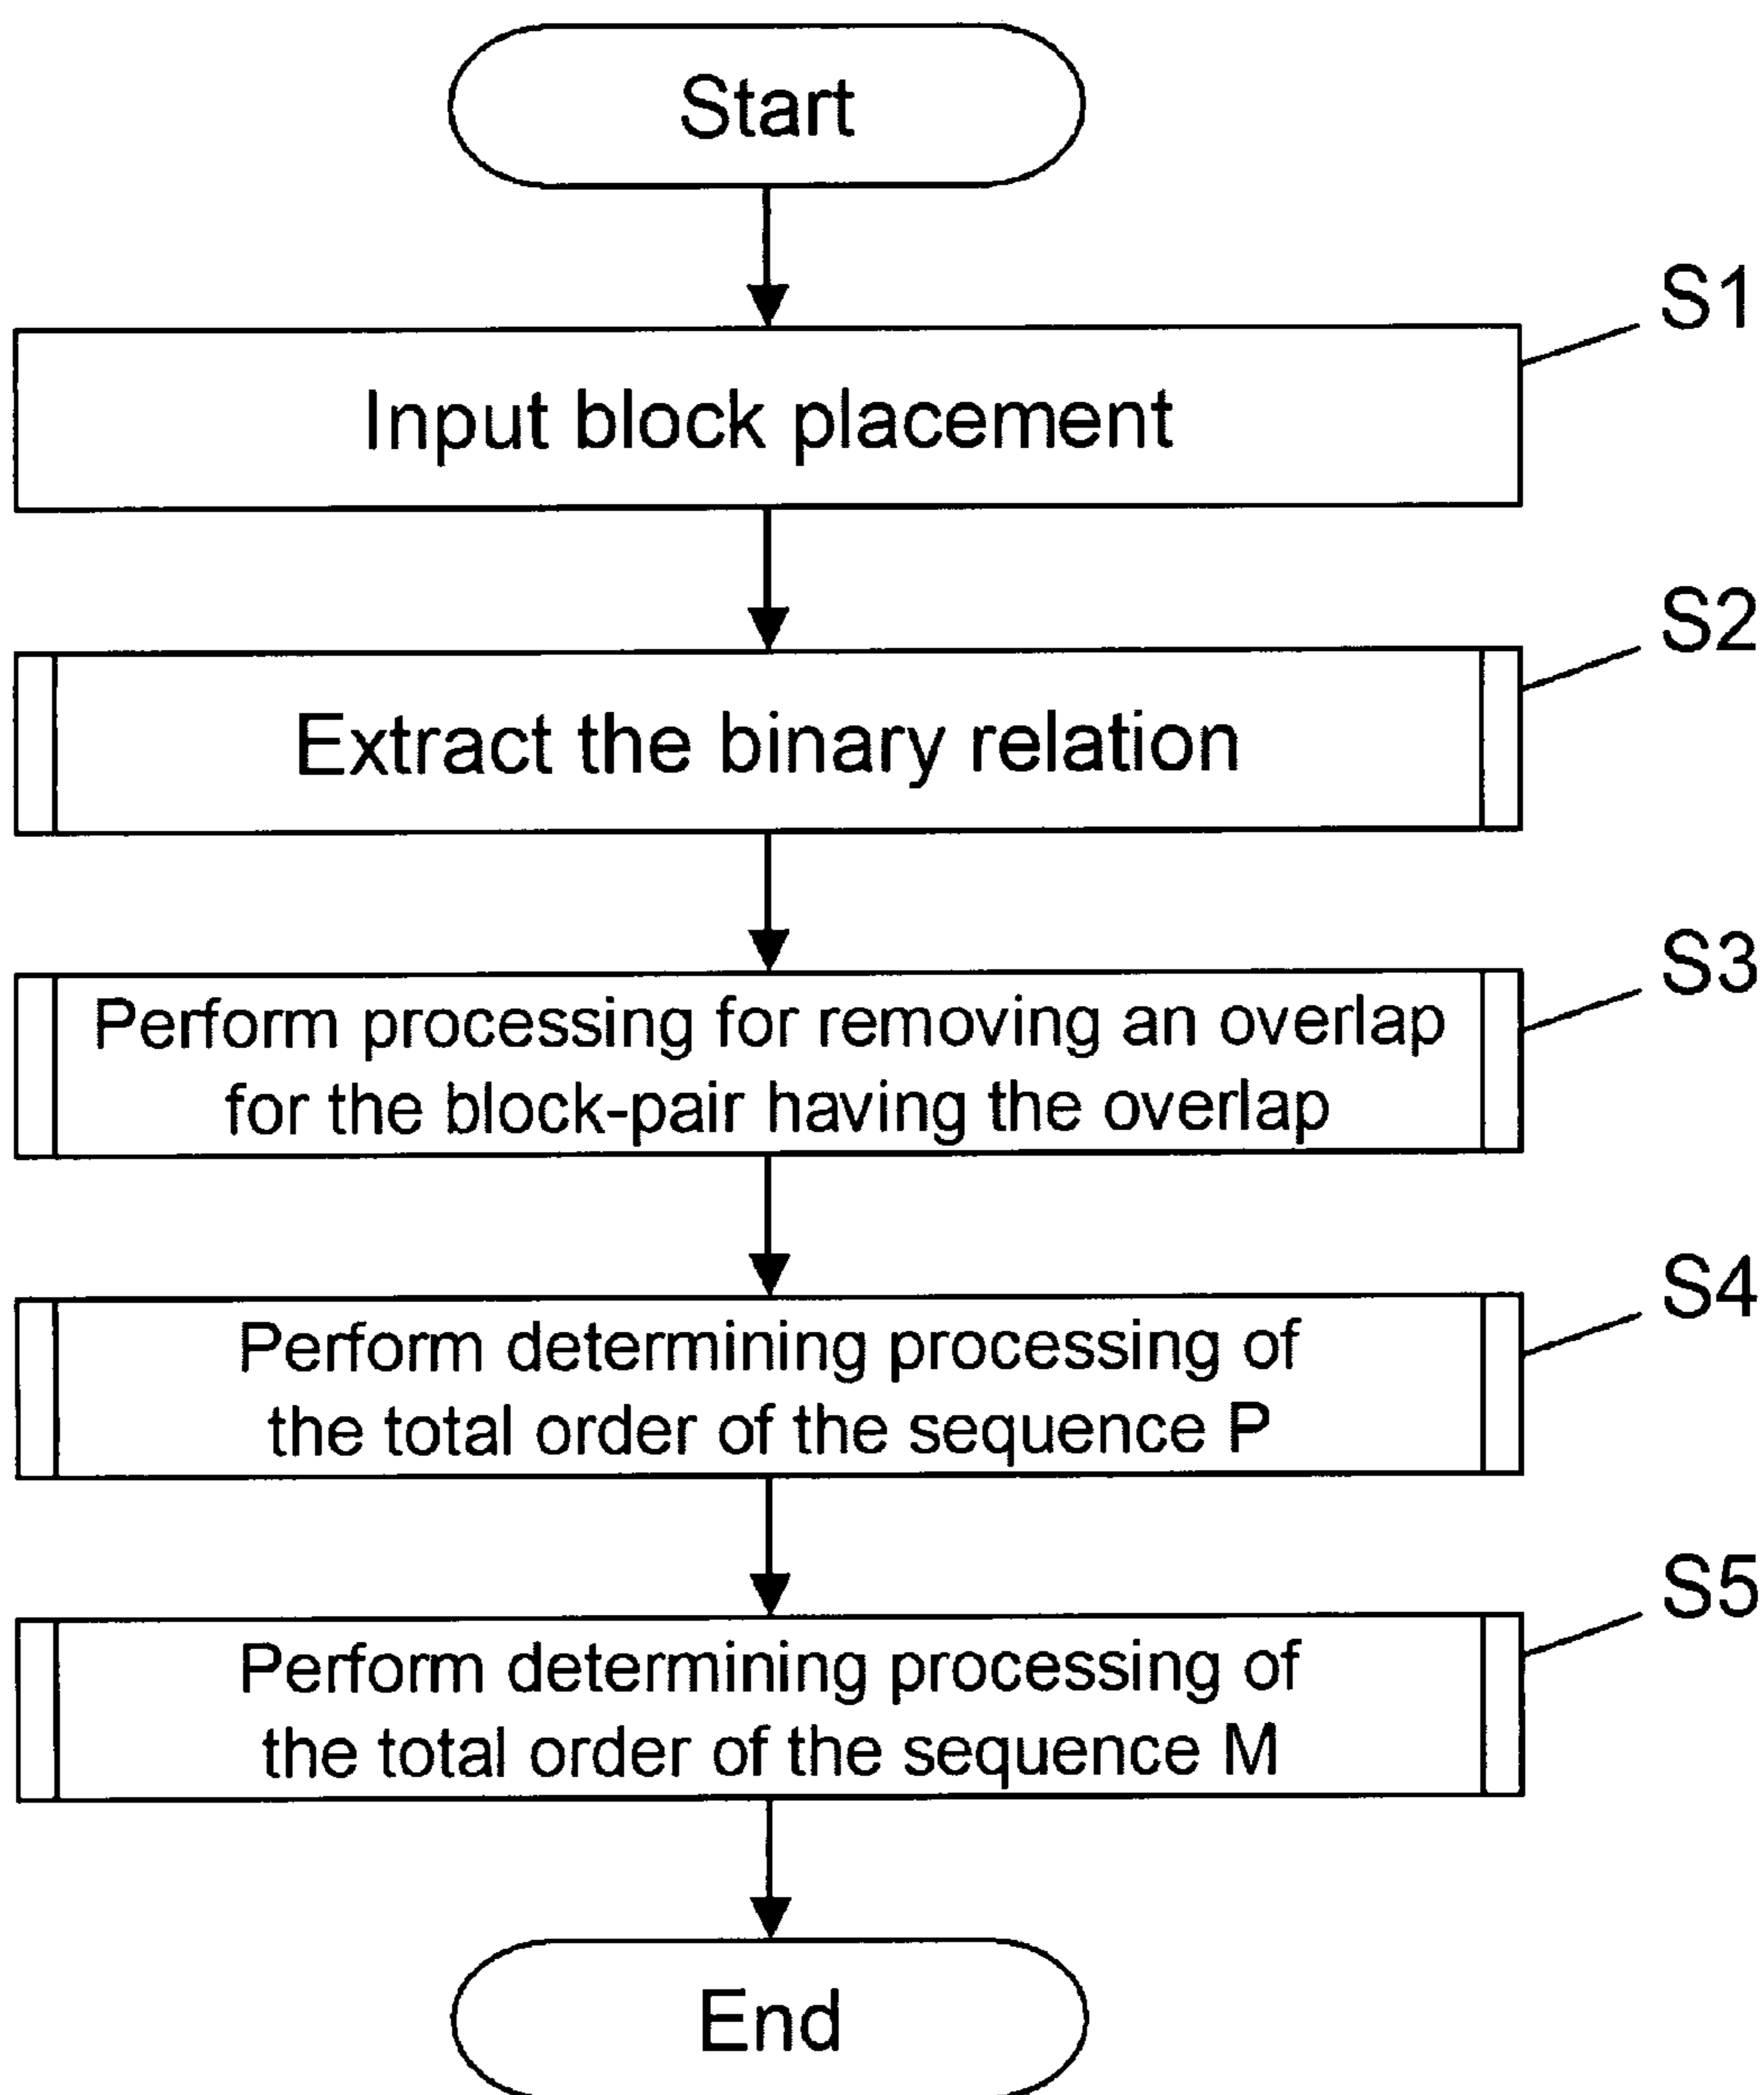 Start
S1
Input block placement
S2
Extract the binary relation
S3
Perform processing for removing an overlap
for the block-pair having the overlap
S4
Perform determining processing of
the total order of the sequence P
S5
Perform determining processing of
the total order of the sequence M
End